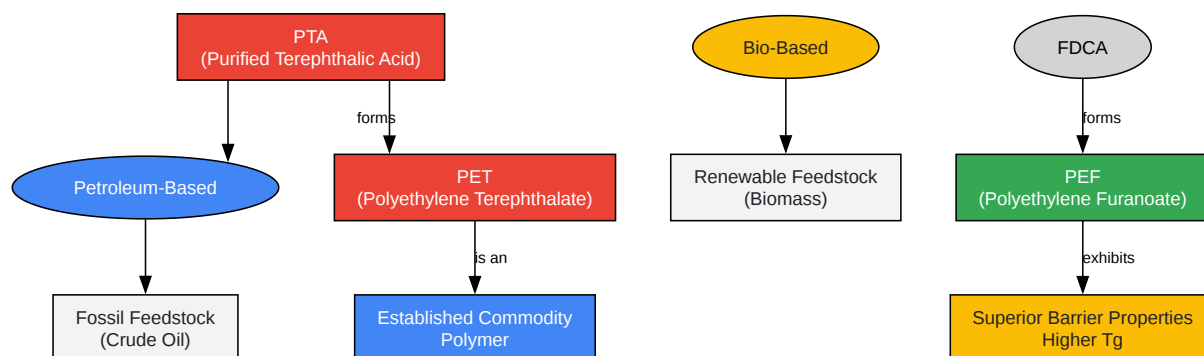 PTA
(Purified Terephthalic Acid)
Bio-Based
FDCA
forms
forms
Petroleum-Based
PET
(Polyethylene Terephthalate)
Renewable Feedstock
(Biomass)
PEF
(Polyethylene Furanoate)
is an
exhibits
Fossil Feedstock
(Crude Oil)
Established Commodity
Polymer
Superior Barrier Properties
Higher Tg